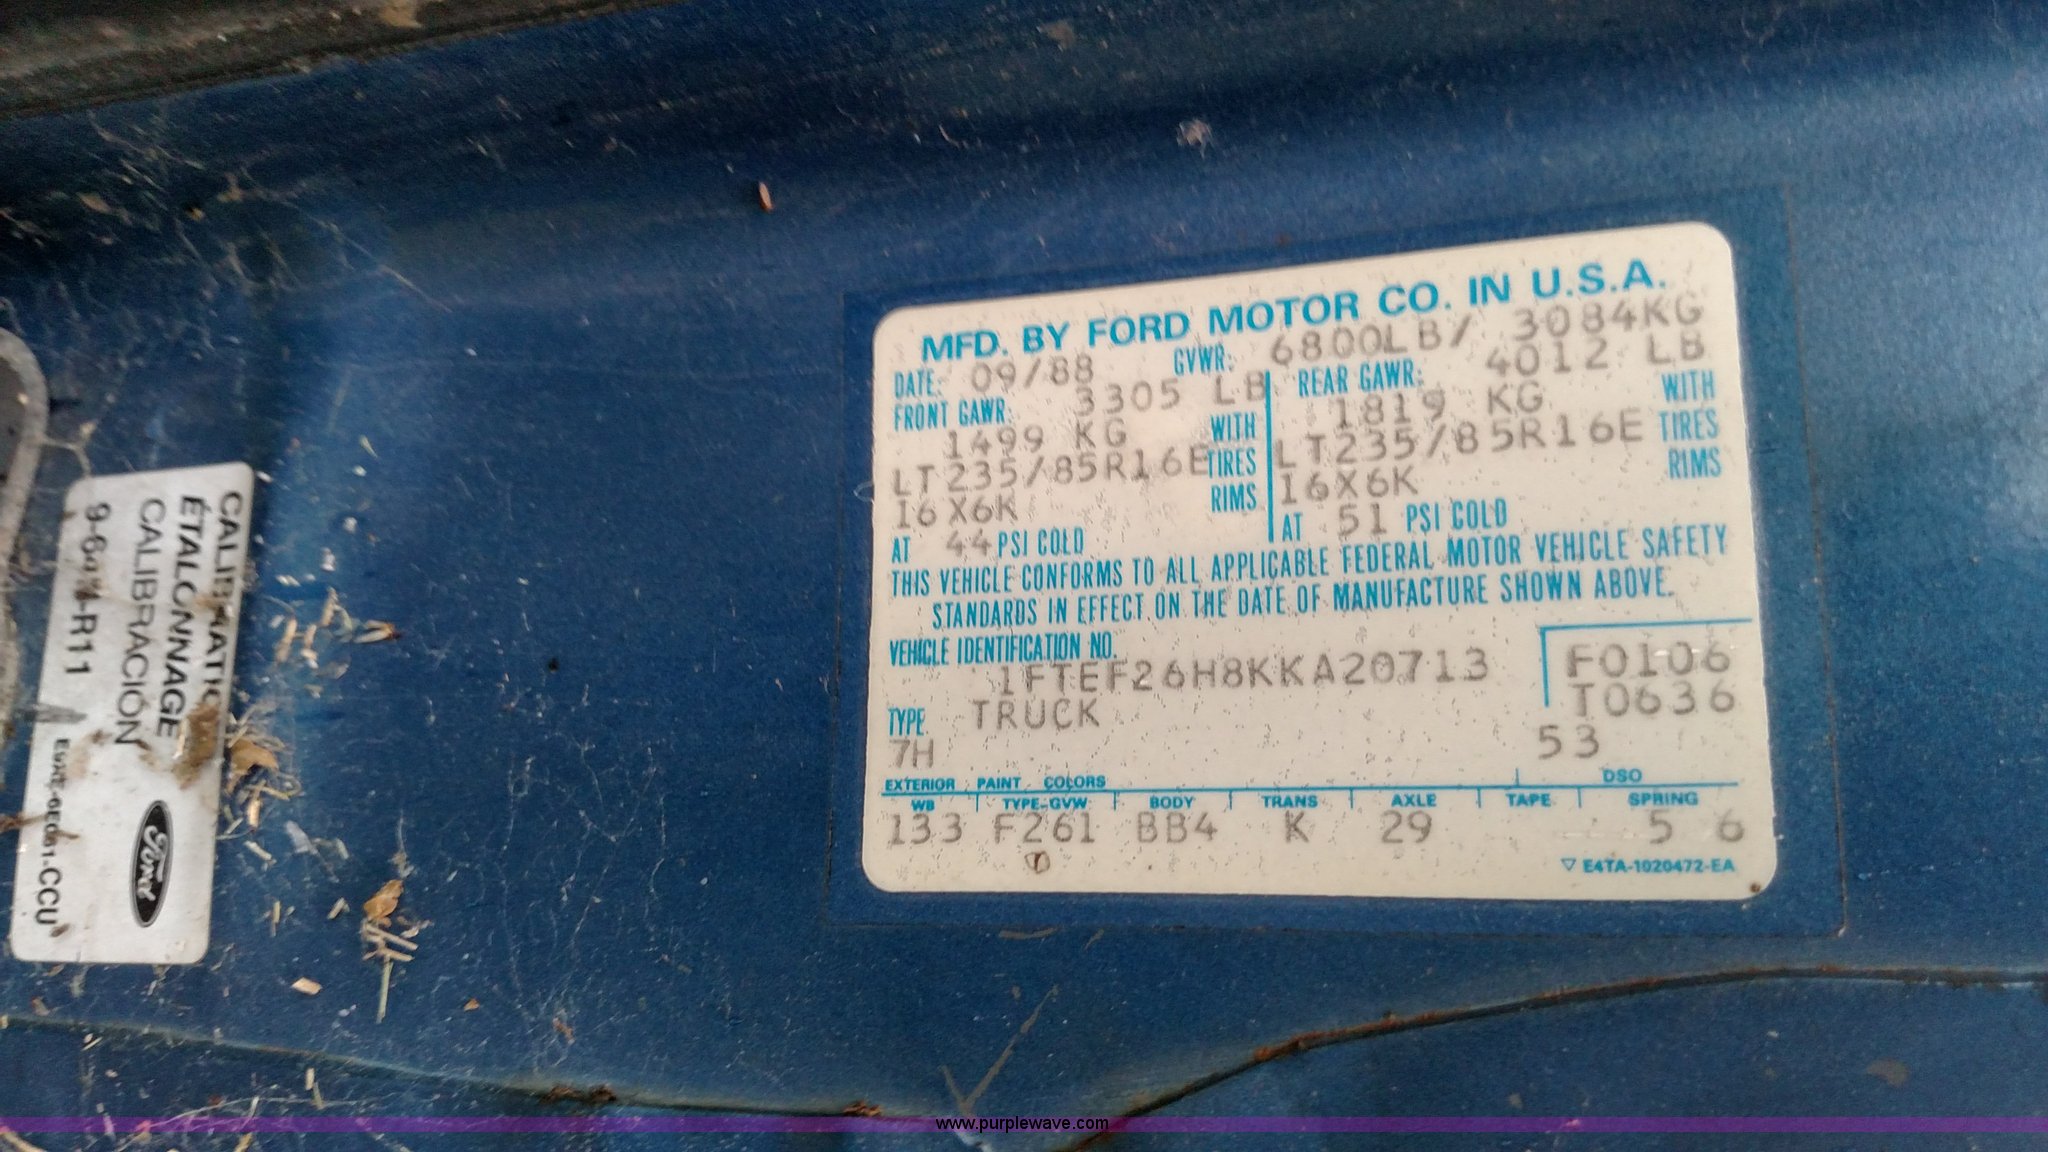 MFD. BY FORD MOTOR CO. IN U.S.A.
DATE: 09/88 GVWR: 6800LB/ 3084KG
FRONT GAWR: 3305 LB REAR GAWR: 4012 LB
1499 KG WITH 1819 KG WITH
LT235/85R16E TIRES LT235/85R16E TIRES
16X6K RIMS 16X6K RIMS
AT 44 PSI COLD AT 51 PSI COLD
THIS VEHICLE CONFORMS TO ALL APPLICABLE FEDERAL MOTOR VEHICLE SAFETY
STANDARDS IN EFFECT ON THE DATE OF MANUFACTURE SHOWN ABOVE.
VEHICLE IDENTIFICATION NO.
1FTEF26H8KKA20713 F0106
TYPE TRUCK T0636
7H 53
EXTERIOR PAINT COLORS DSO
WB TYPE-GVW BODY TRANS AXLE TAPE SPRING
133 F261 BB4 K 29 5 6
E4TA-1020472-EA
CALIBRATION
ÉTALONNAGE
CALIBRACIÓN
Ford
www.purplewave.com